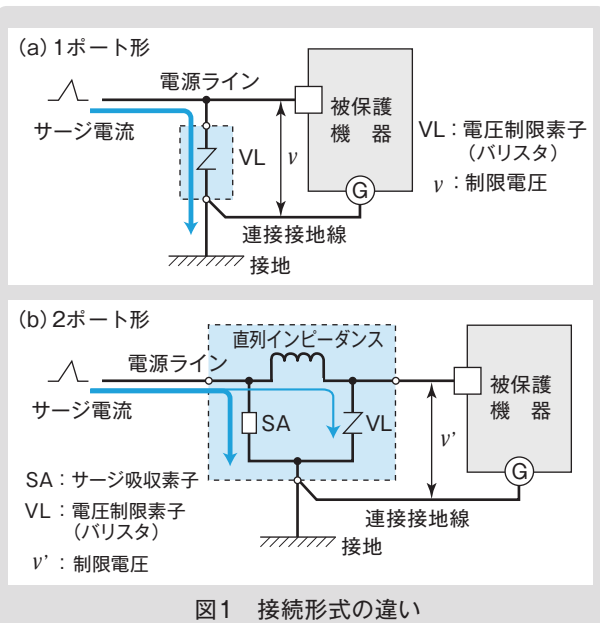 (a)1ポート形
電源ライン
サージ電流
VL
v
被保護
機 器
G
VL：電圧制限素子
（バリスタ）
v：制限電圧
連接接地線
接地
(b)2ポート形
直列インピーダンス
電源ライン
サージ電流
SA
VL
v’
被保護
機 器
G
SA：サージ吸収素子
VL：電圧制限素子
（バリスタ）
v’：制限電圧
連接接地線
接地
図1 接続形式の違い